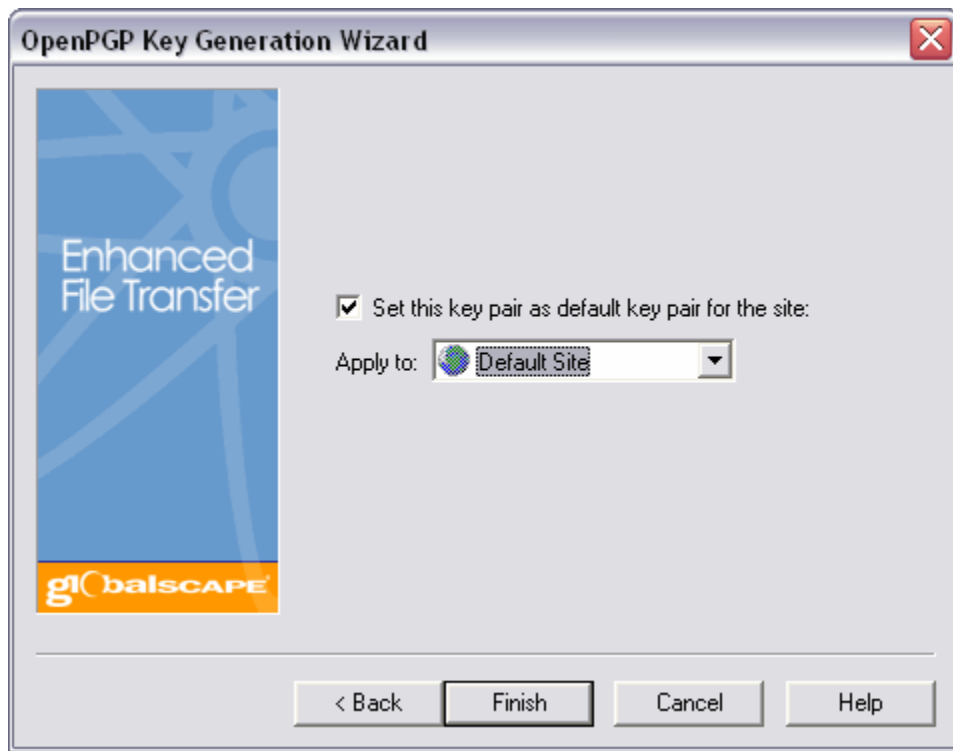 OpenPGP Key Generation Wizard
Enhanced
File Transfer
globalSCAPE
Set this key pair as default key pair for the site:
Apply to: Default Site
< Back Finish Cancel Help